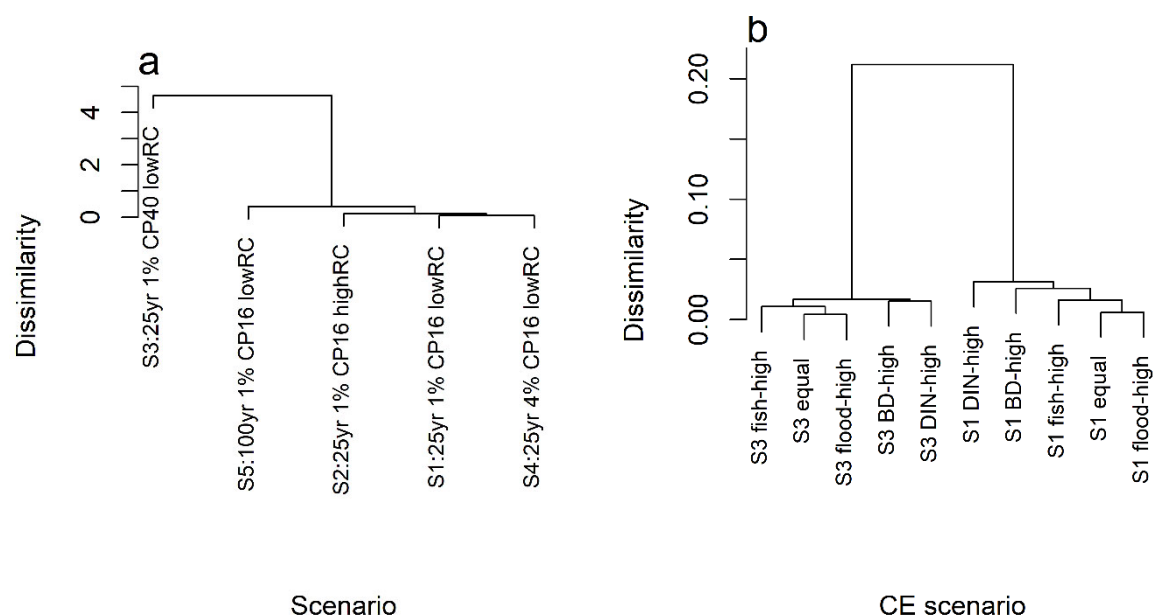 a
Dissimilarity
4
2
0
S3:25yr 1% CP40 lowRC
S5:100yr 1% CP16 lowRC
S2:25yr 1% CP16 highRC
S1:25yr 1% CP16 lowRC
S4:25yr 4% CP16 lowRC
Scenario
b
Dissimilarity
0.20
0.10
0.00
S3 fish-high
S3 equal
S3 flood-high
S3 BD-high
S3 DIN-high
S1 DIN-high
S1 BD-high
S1 fish-high
S1 equal
S1 flood-high
CE scenario